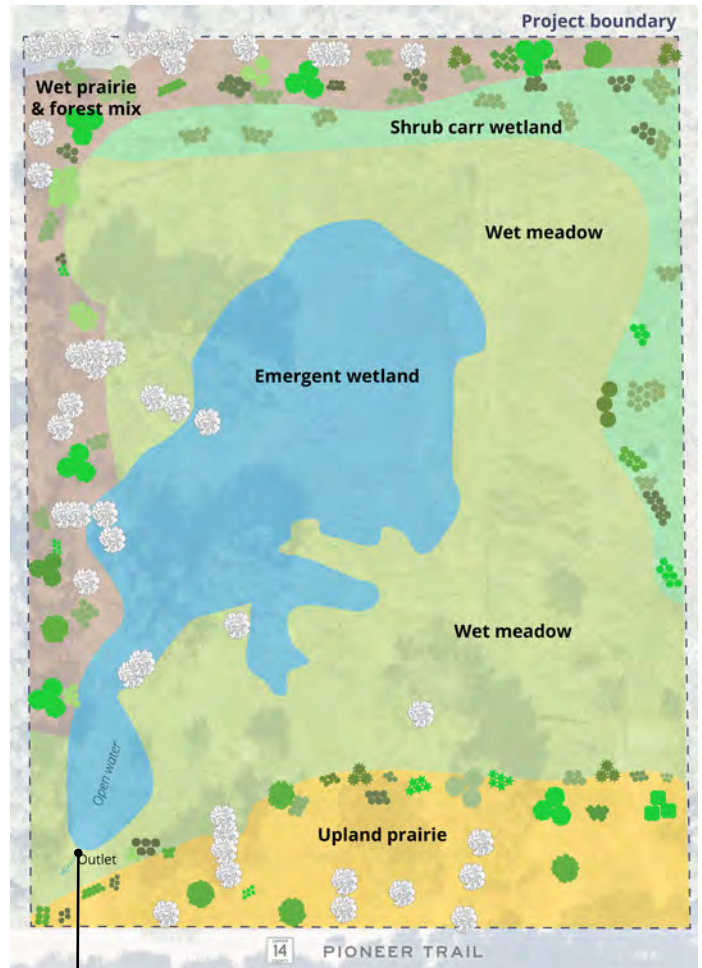 Project boundary
Wet prairie
& forest mix
Shrub carr wetland
Wet meadow
Emergent wetland
Wet meadow
Open water
Upland prairie
Outlet
14
PIONEER TRAIL